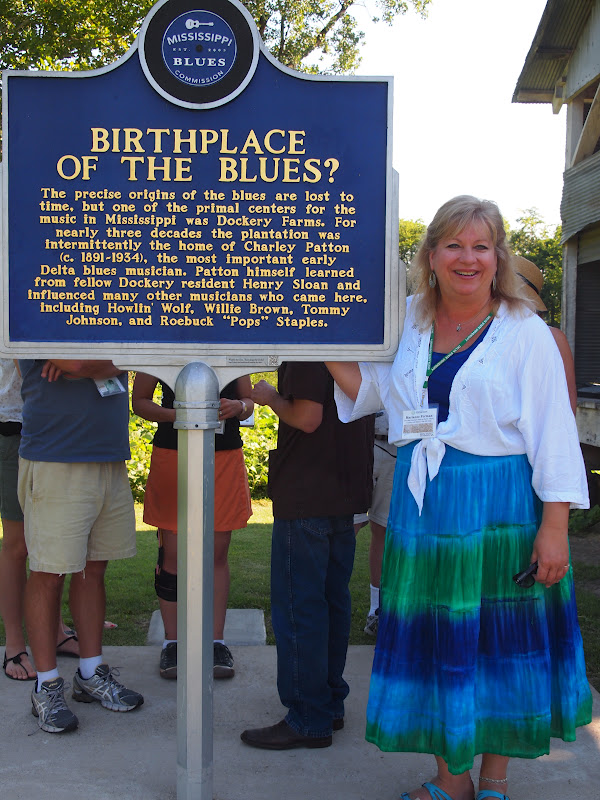 MISSISSIPPI
EST. 2003
BLUES
COMMISSION
BIRTHPLACE
OF THE BLUES?
The precise origins of the blues are lost to
time, but one of the primal centers for the
music in Mississippi was Dockery Farms. For
nearly three decades the plantation was
intermittently the home of Charley Patton
(c. 1891-1934), the most important early
Delta blues musician. Patton himself learned
from fellow Dockery resident Henry Sloan and
influenced many other musicians who came here,
including Howlin' Wolf, Willie Brown, Tommy
Johnson, and Roebuck "Pops" Staples.